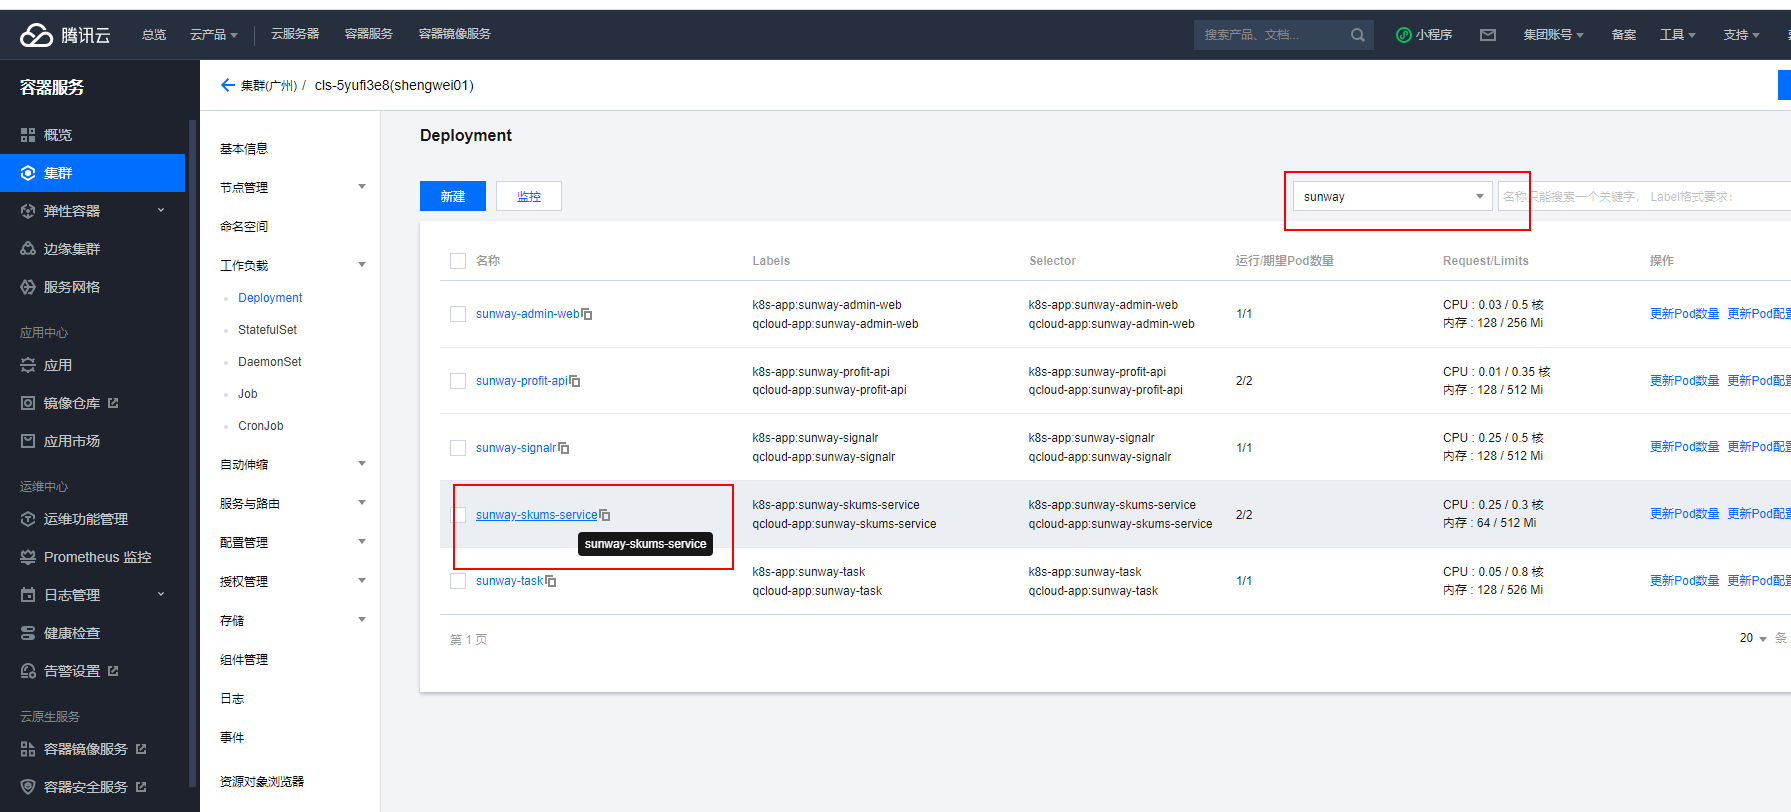 腾讯云 总览 云产品 云服务器 容器服务 容器镜像服务 搜索产品、文档... 小程序 集团账号 备案 工具 支持
容器服务
概览
集群
弹性容器
边缘集群
服务网格
应用中心
应用
镜像仓库
应用市场
运维中心
运维功能管理
Prometheus 监控
日志管理
健康检查
告警设置
云原生服务
容器镜像服务
容器安全服务
集群(广州) / cls-5yufi3e8(shengwei01)
基本信息
节点管理
命名空间
工作负载
Deployment
StatefulSet
DaemonSet
Job
CronJob
自动伸缩
服务与路由
配置管理
授权管理
存储
组件管理
日志
事件
资源对象浏览器
Deployment
新建 监控 sunway 名称只能搜索一个关键字， Label格式要求:
名称 Labels Selector 运行/期望Pod数量 Request/Limits 操作
sunway-admin-web k8s-app:sunway-admin-web k8s-app:sunway-admin-web 1/1 CPU : 0.03 / 0.5 核 更新Pod数量 更新Pod配置
qcloud-app:sunway-admin-web qcloud-app:sunway-admin-web 内存 : 128 / 256 Mi
sunway-profit-api k8s-app:sunway-profit-api k8s-app:sunway-profit-api 2/2 CPU : 0.01 / 0.35 核 更新Pod数量 更新Pod配置
qcloud-app:sunway-profit-api qcloud-app:sunway-profit-api 内存 : 128 / 512 Mi
sunway-signalr k8s-app:sunway-signalr k8s-app:sunway-signalr 1/1 CPU : 0.25 / 0.5 核 更新Pod数量 更新Pod配置
qcloud-app:sunway-signalr qcloud-app:sunway-signalr 内存 : 128 / 512 Mi
sunway-skums-service k8s-app:sunway-skums-service k8s-app:sunway-skums-service 2/2 CPU : 0.25 / 0.3 核 更新Pod数量 更新Pod配置
qcloud-app:sunway-skums-service qcloud-app:sunway-skums-service 内存 : 64 / 512 Mi
sunway-skums-service
sunway-task k8s-app:sunway-task k8s-app:sunway-task 1/1 CPU : 0.05 / 0.8 核 更新Pod数量 更新Pod配置
qcloud-app:sunway-task qcloud-app:sunway-task 内存 : 128 / 526 Mi
第 1 页 20 条